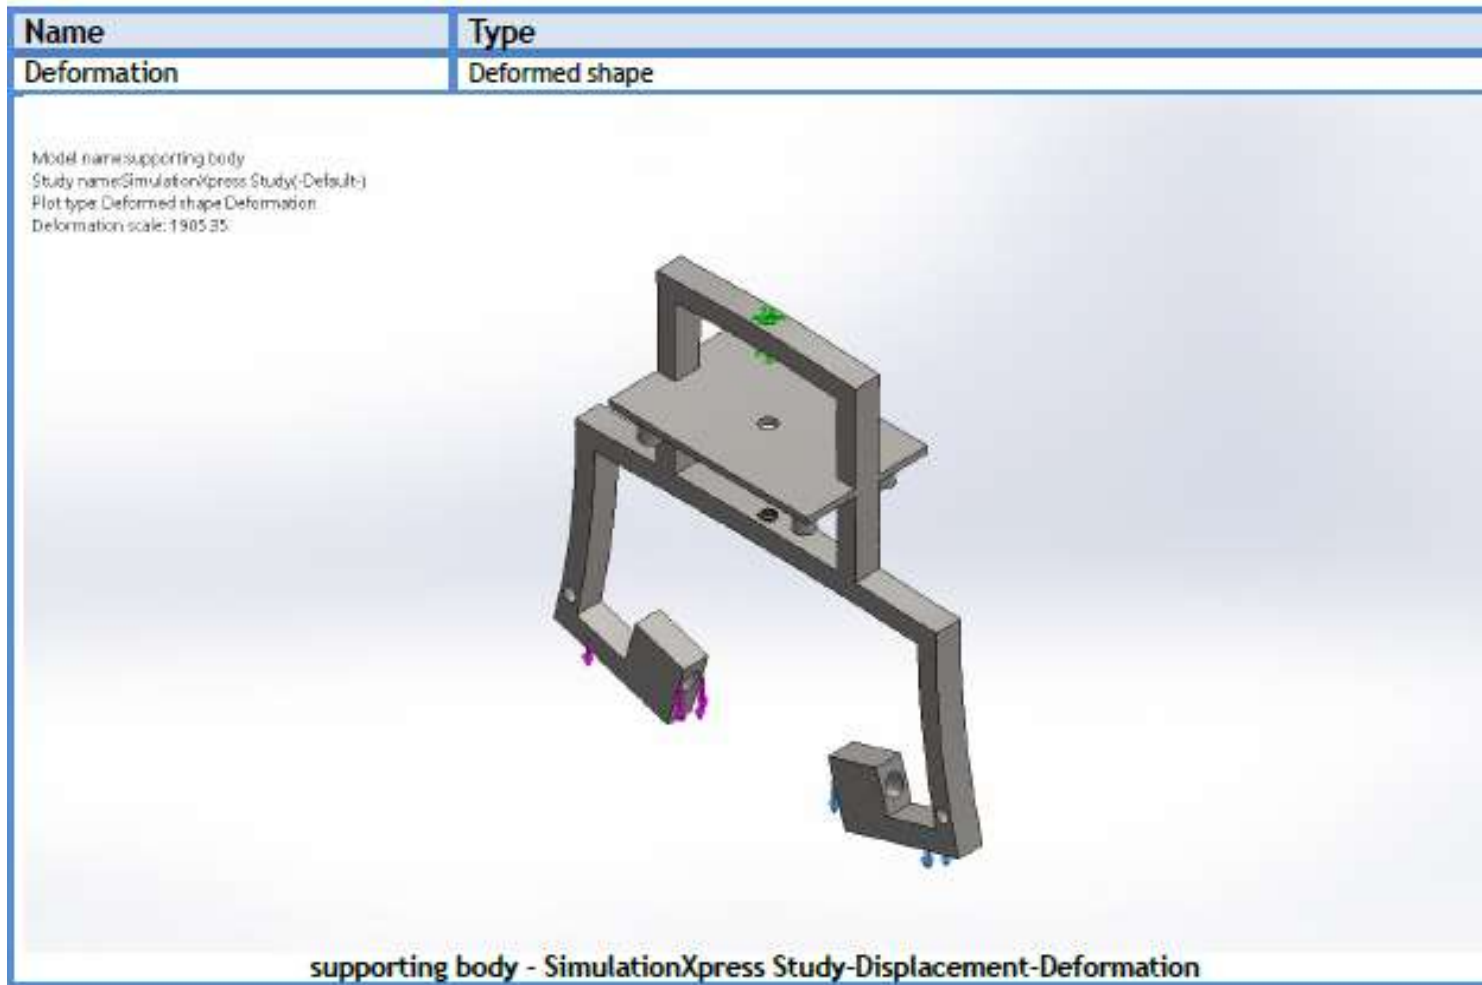 Name Type
Deformation Deformed shape
Model name:supporting body
Study name:SimulationXpress Study(-Default-)
Plot type: Deformed shape Deformation
Deformation scale: 1905.35
supporting body - SimulationXpress Study-Displacement-Deformation